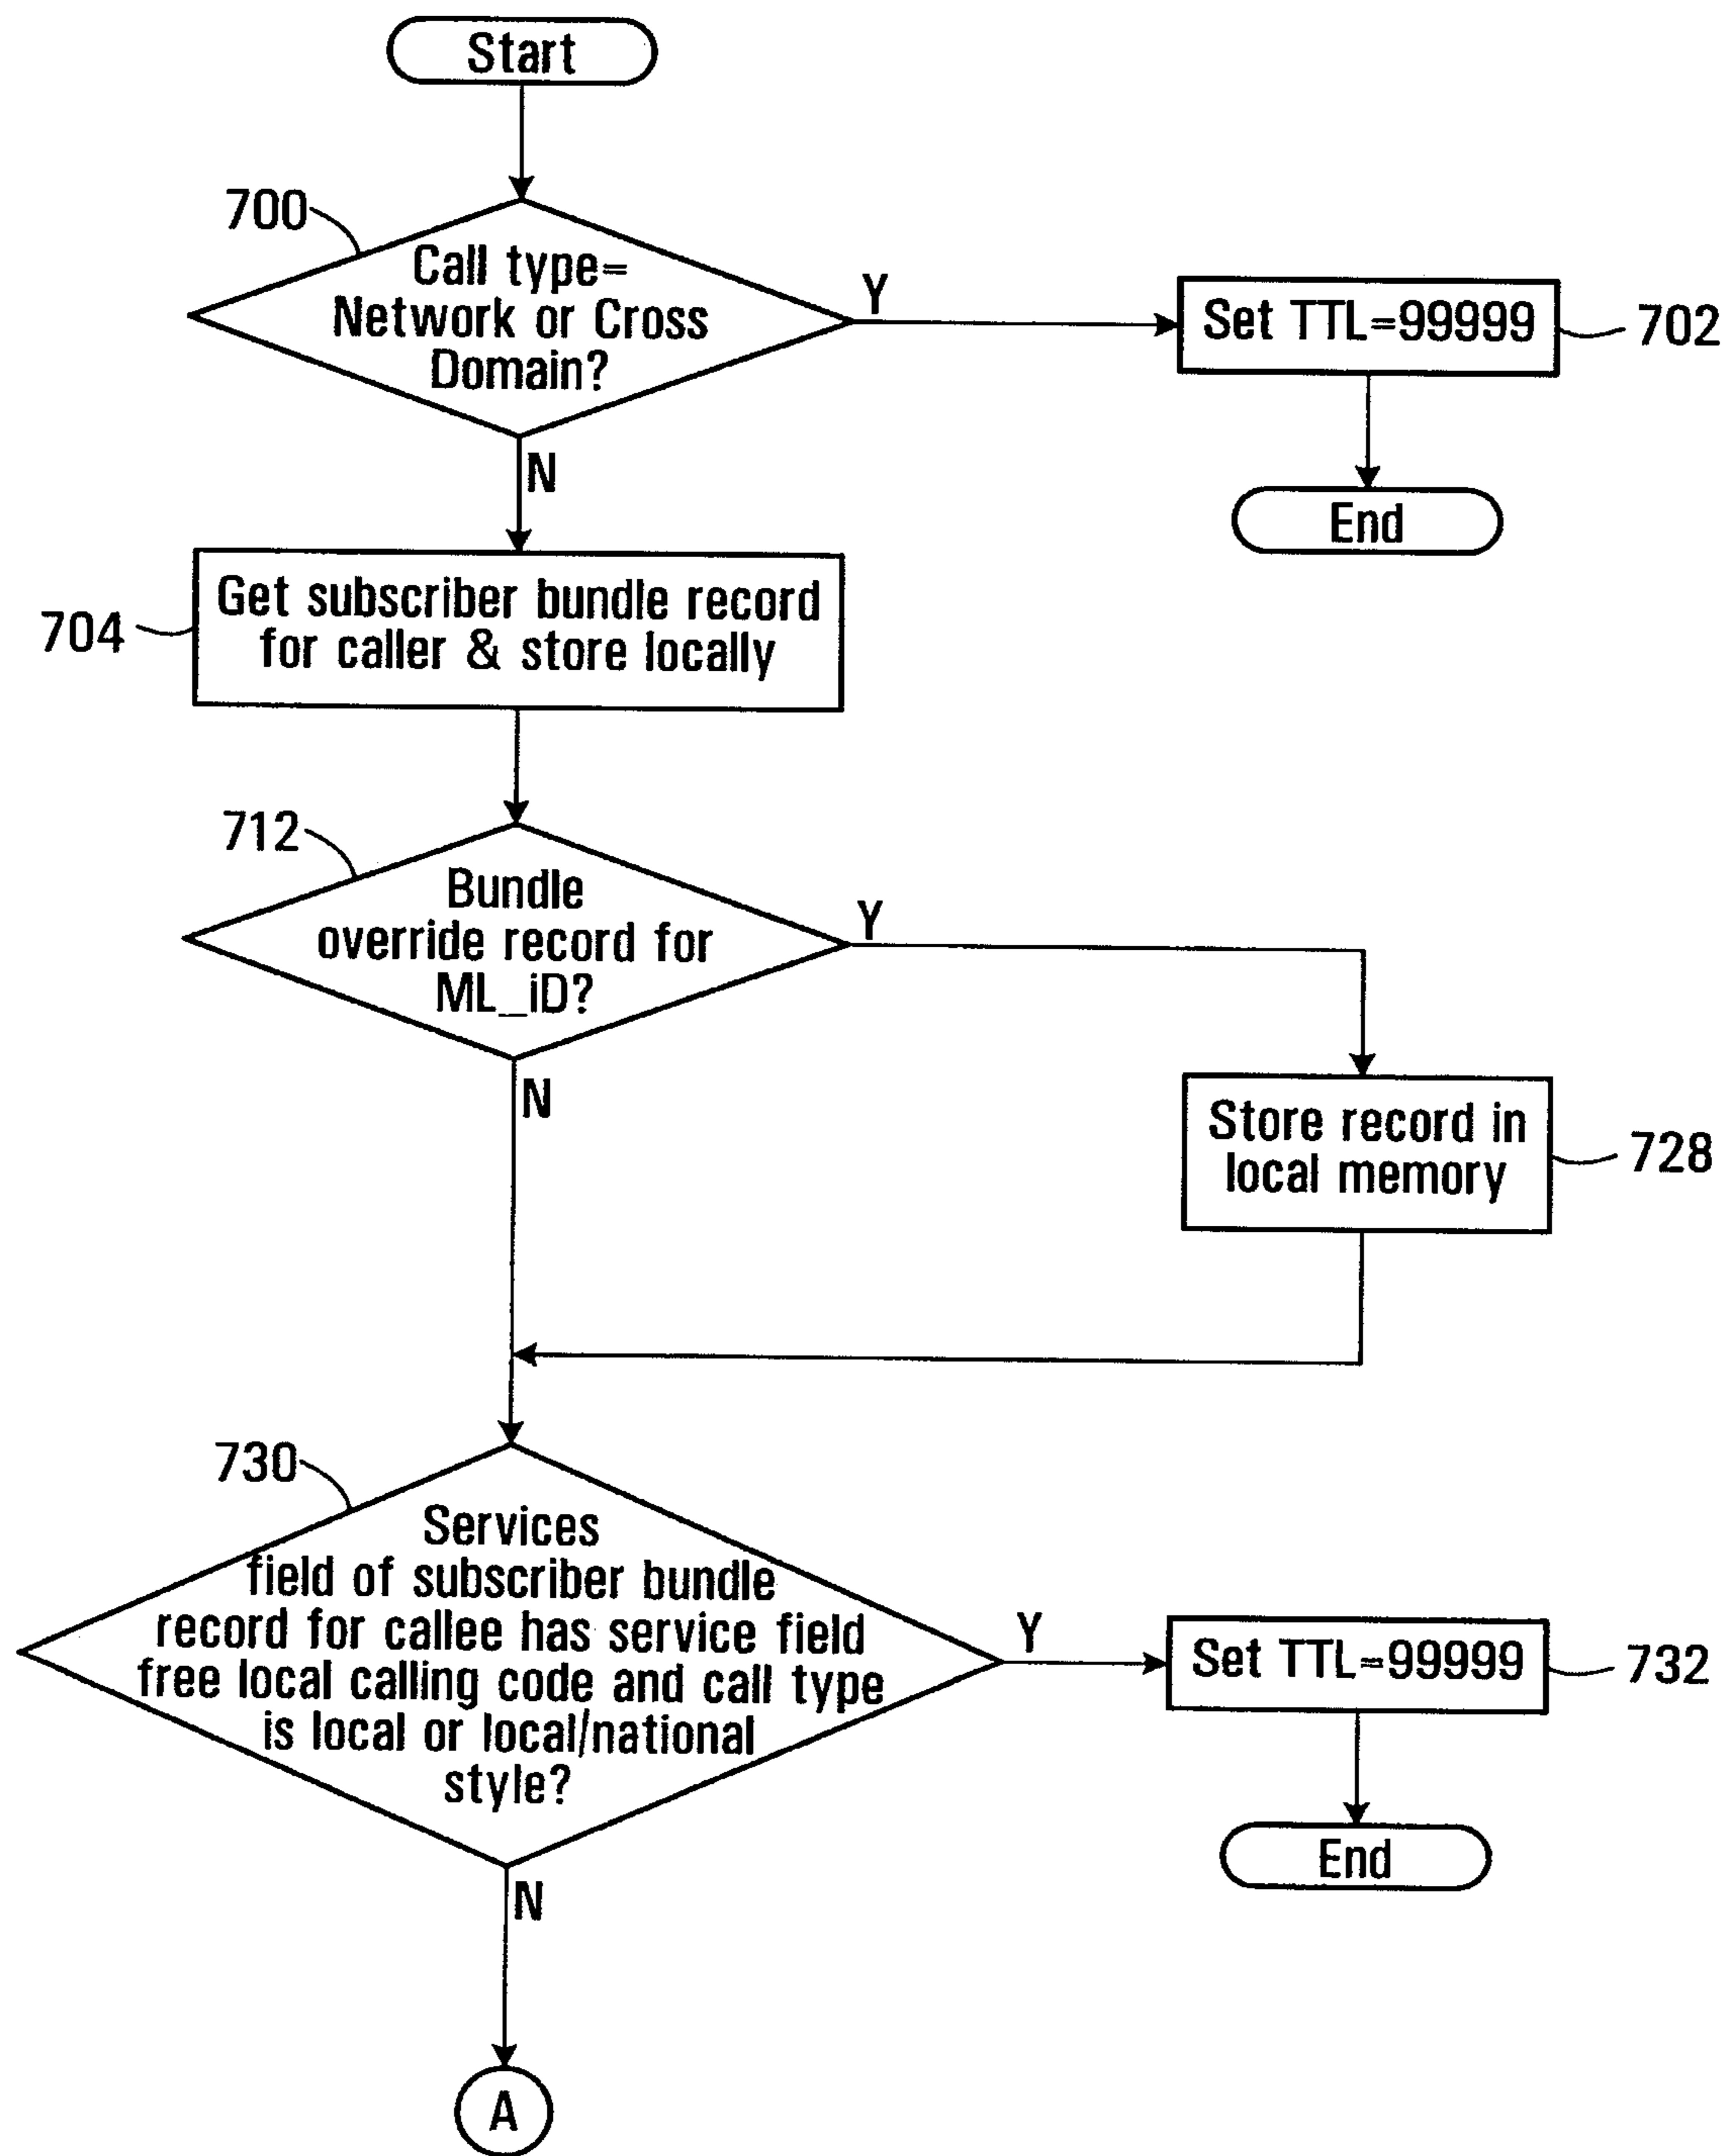 Start
700
Call type=
Network or Cross
Domain?
Y
Set TTL=99999
702
N
End
704
Get subscriber bundle record
for caller & store locally
712
Bundle
override record for
ML_iD?
Y
N
Store record in
local memory
728
730
Services
field of subscriber bundle
record for callee has service field
free local calling code and call type
is local or local/national
style?
Y
Set TTL=99999
732
N
End
A